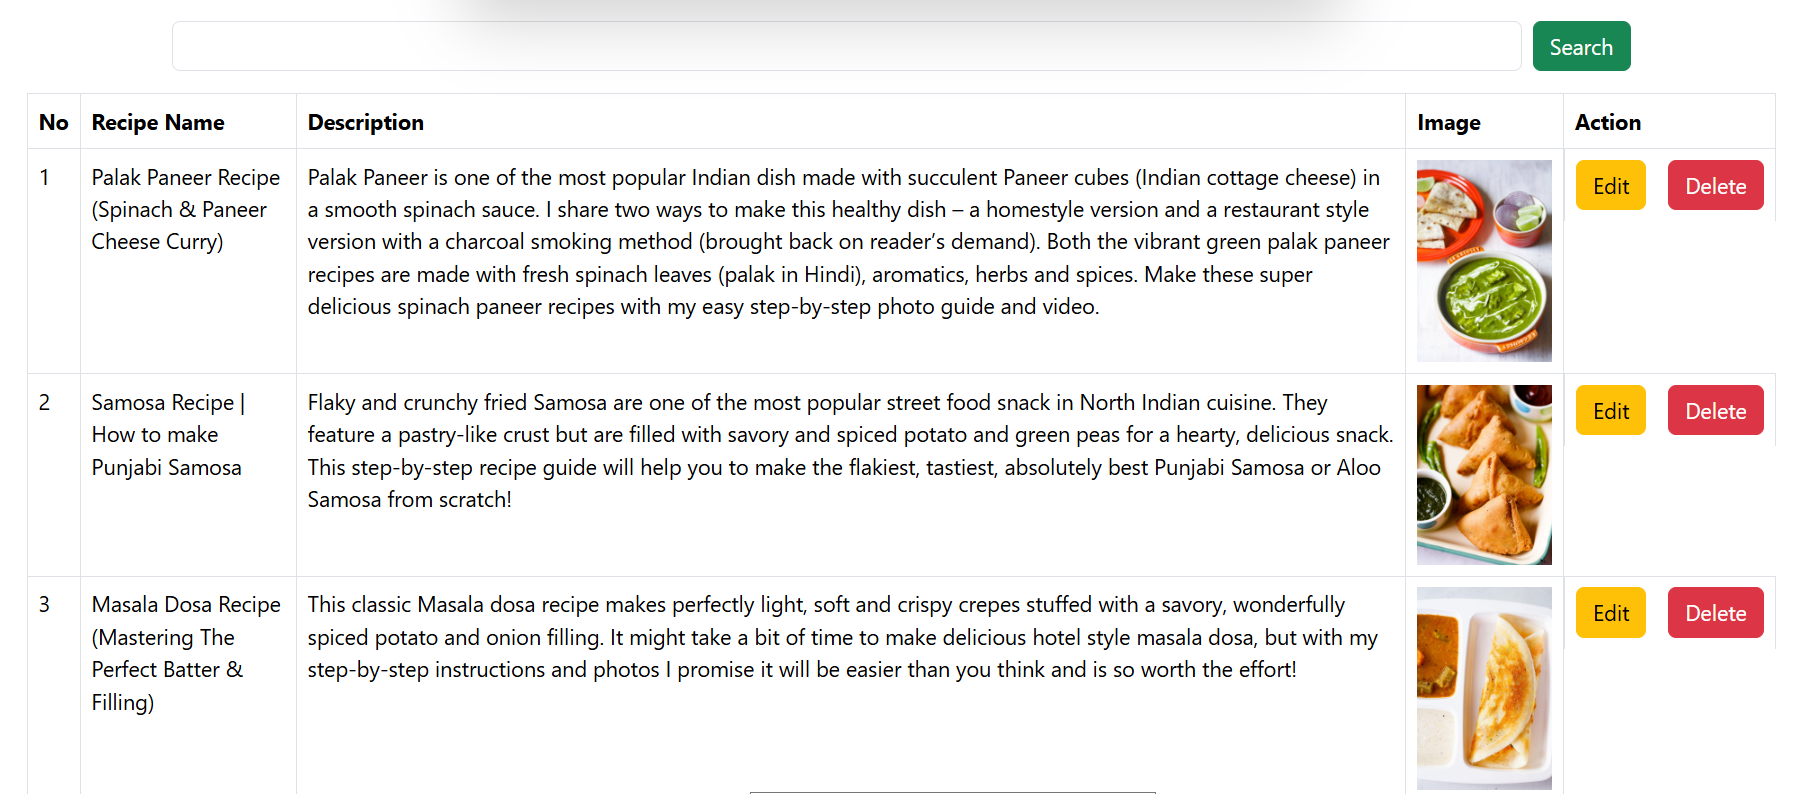 Search
No Recipe Name Description Image Action
1 Palak Paneer Recipe Palak Paneer is one of the most popular Indian dish made with succulent Paneer cubes (Indian cottage cheese) in Edit Delete
(Spinach & Paneer a smooth spinach sauce. I share two ways to make this healthy dish – a homestyle version and a restaurant style
Cheese Curry) version with a charcoal smoking method (brought back on reader’s demand). Both the vibrant green palak paneer
recipes are made with fresh spinach leaves (palak in Hindi), aromatics, herbs and spices. Make these super
delicious spinach paneer recipes with my easy step-by-step photo guide and video.
2 Samosa Recipe | Flaky and crunchy fried Samosa are one of the most popular street food snack in North Indian cuisine. They Edit Delete
How to make feature a pastry-like crust but are filled with savory and spiced potato and green peas for a hearty, delicious snack.
Punjabi Samosa This step-by-step recipe guide will help you to make the flakiest, tastiest, absolutely best Punjabi Samosa or Aloo
Samosa from scratch!
3 Masala Dosa Recipe This classic Masala dosa recipe makes perfectly light, soft and crispy crepes stuffed with a savory, wonderfully Edit Delete
(Mastering The spiced potato and onion filling. It might take a bit of time to make delicious hotel style masala dosa, but with my
Perfect Batter & step-by-step instructions and photos I promise it will be easier than you think and is so worth the effort!
Filling)